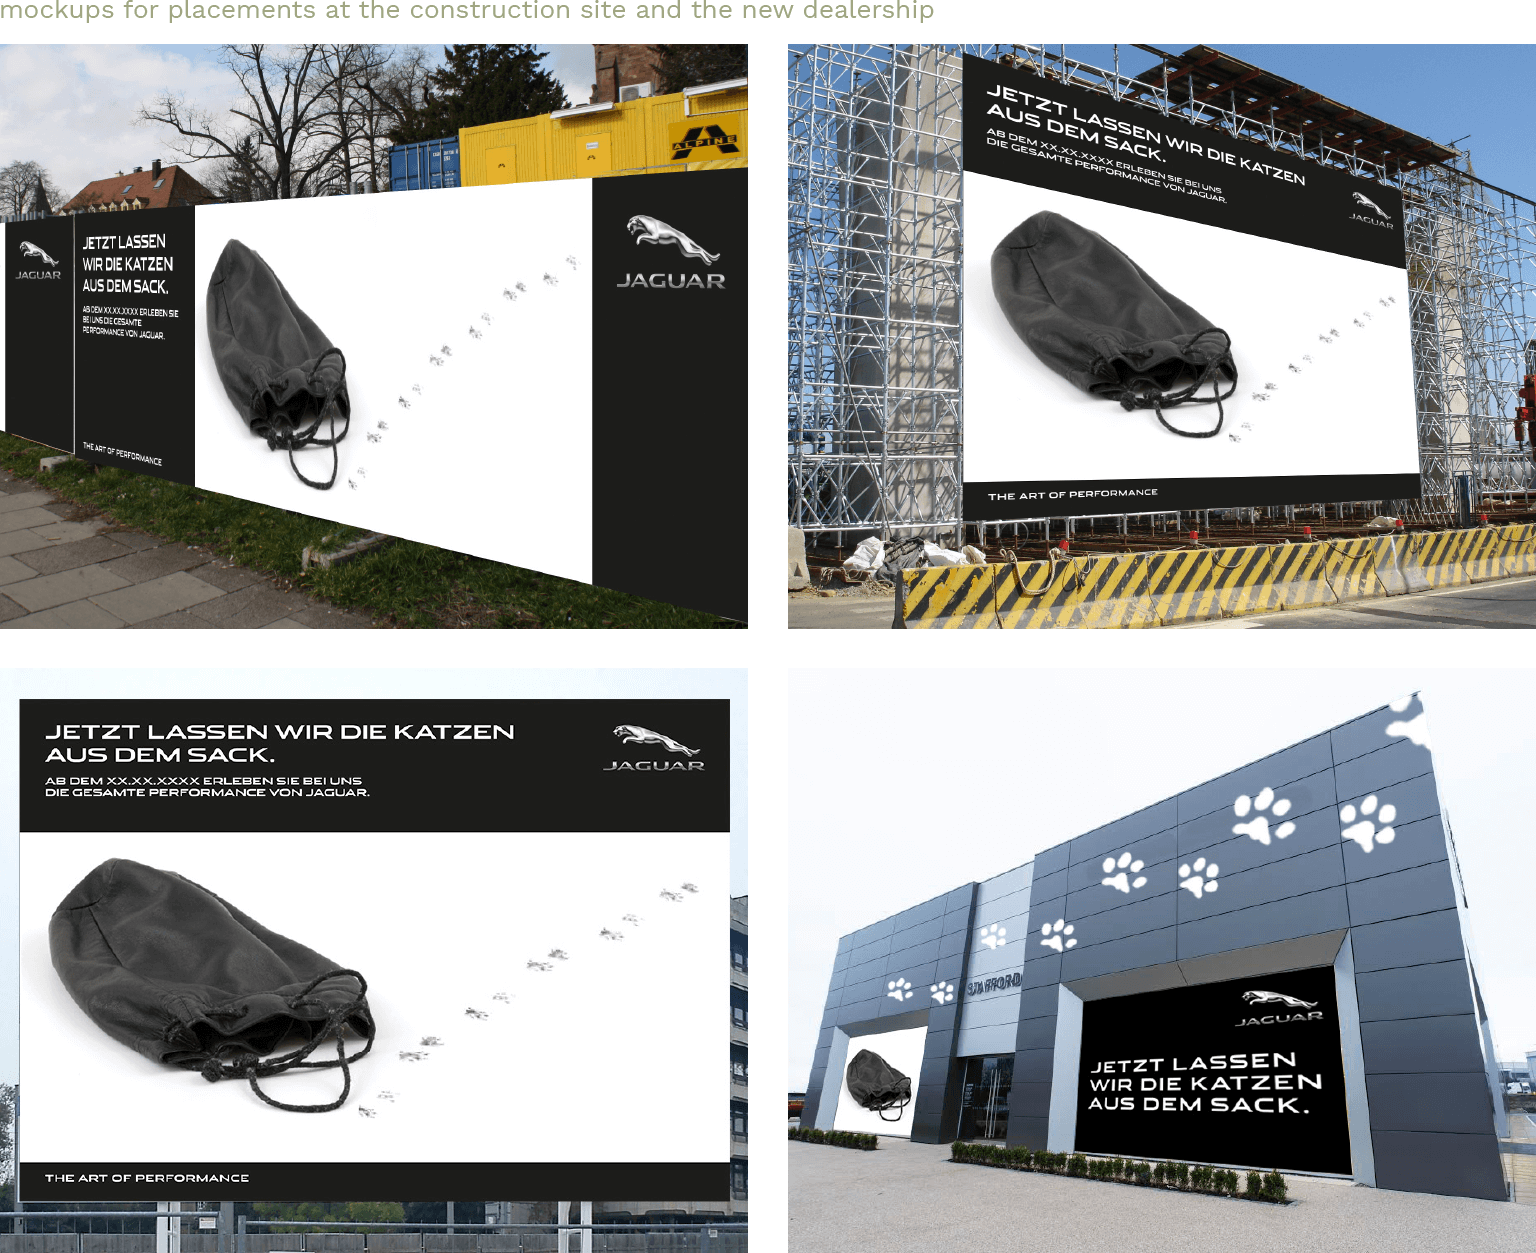 mockups for placements at the construction site and the new dealership
ALPINE
JAGUAR
JETZT LASSEN
WIR DIE KATZEN
AUS DEM SACK.
AB DEM XX.XX.XXXX ERLEBEN SIE
BEI UNS DIE GESAMTE
PERFORMANCE VON JAGUAR.
THE ART OF PERFORMANCE
JAGUAR
JETZT LASSEN WIR DIE KATZEN
AUS DEM SACK.
AB DEM XX.XX.XXXX ERLEBEN SIE BEI UNS
DIE GESAMTE PERFORMANCE VON JAGUAR.
JAGUAR
THE ART OF PERFORMANCE
JETZT LASSEN WIR DIE KATZEN
AUS DEM SACK.
AB DEM XX.XX.XXXX ERLEBEN SIE BEI UNS
DIE GESAMTE PERFORMANCE VON JAGUAR.
JAGUAR
THE ART OF PERFORMANCE
STAFFORD
JAGUAR
JETZT LASSEN
WIR DIE KATZEN
AUS DEM SACK.